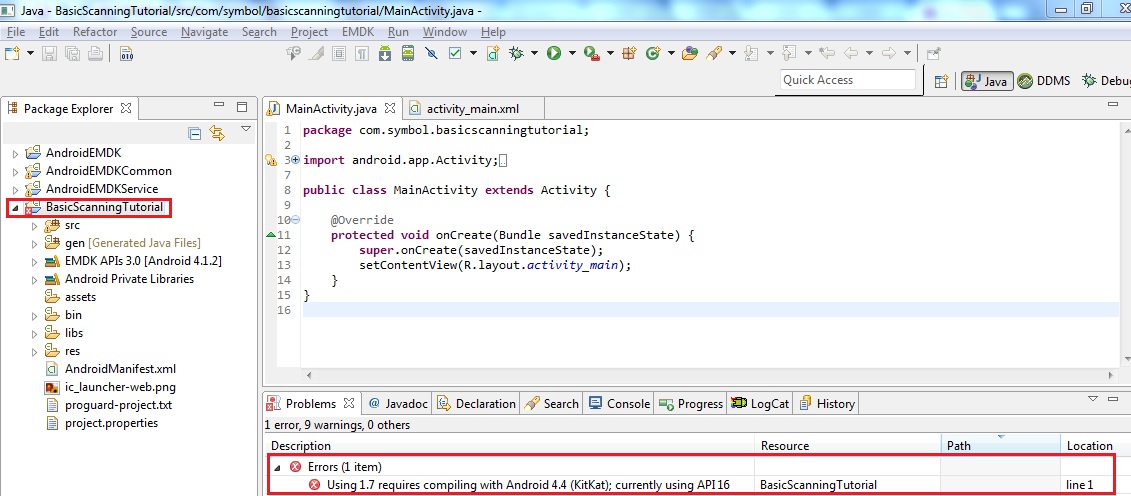 Java - BasicScanningTutorial/src/com/symbol/basicscanningtutorial/MainActivity.java -
File Edit Refactor Source Navigate Search Project EMDK Run Window Help
Quick Access
Java DDMS Debu
Package Explorer
AndroidEMDK
AndroidEMDKCommon
AndroidEMDKService
BasicScanningTutorial
src
gen [Generated Java Files]
EMDK APIs 3.0 [Android 4.1.2]
Android Private Libraries
assets
bin
libs
res
AndroidManifest.xml
ic_launcher-web.png
proguard-project.txt
project.properties
MainActivity.java activity_main.xml
1 package com.symbol.basicscanningtutorial;
2
3 import android.app.Activity;
7
8 public class MainActivity extends Activity {
9
10 @Override
11 protected void onCreate(Bundle savedInstanceState) {
12 super.onCreate(savedInstanceState);
13 setContentView(R.layout.activity_main);
14 }
15 }
16
Problems @ Javadoc Declaration Search Console Progress LogCat History
1 error, 9 warnings, 0 others
Description Resource Path Location
Errors (1 item)
Using 1.7 requires compiling with Android 4.4 (KitKat); currently using API 16 BasicScanningTutorial line 1